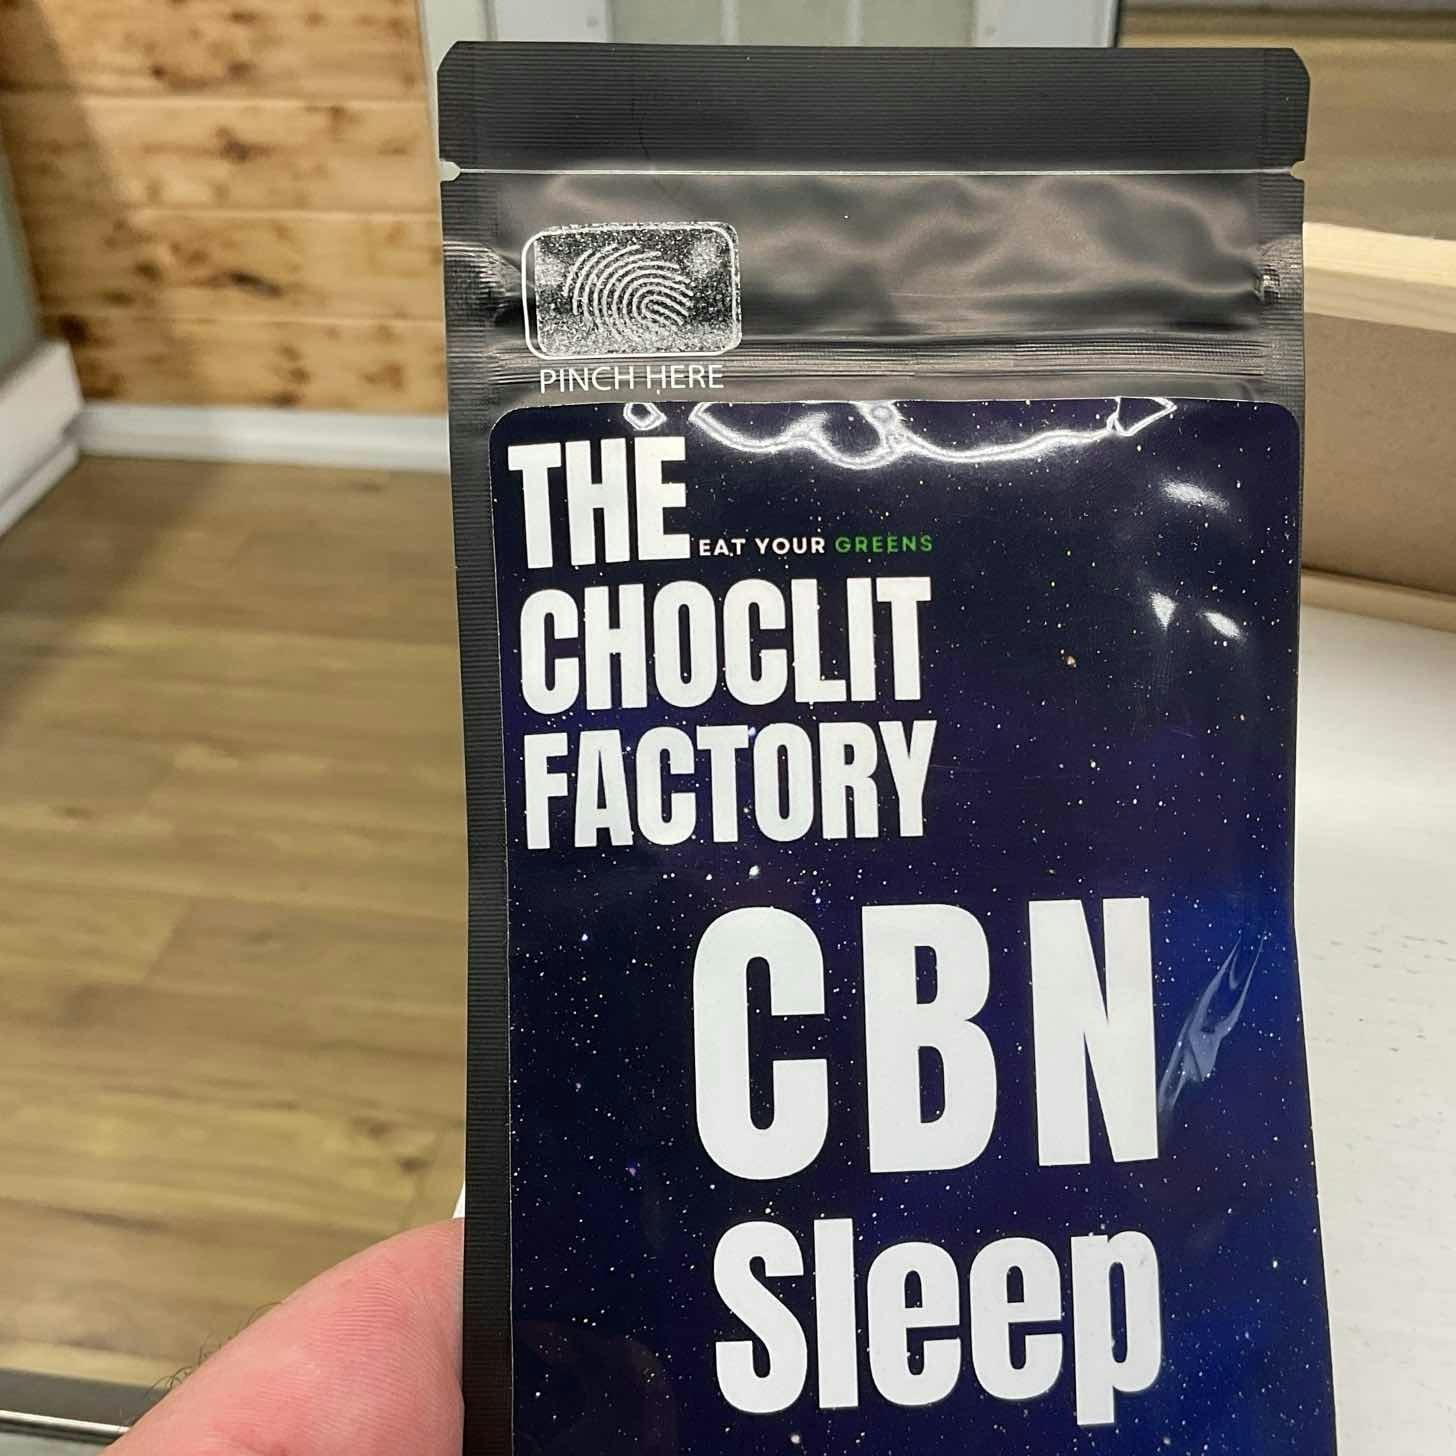 PINCH HERE
THE
EAT YOUR GREENS
CHOCLIT
FACTORY
CBN
Sleep